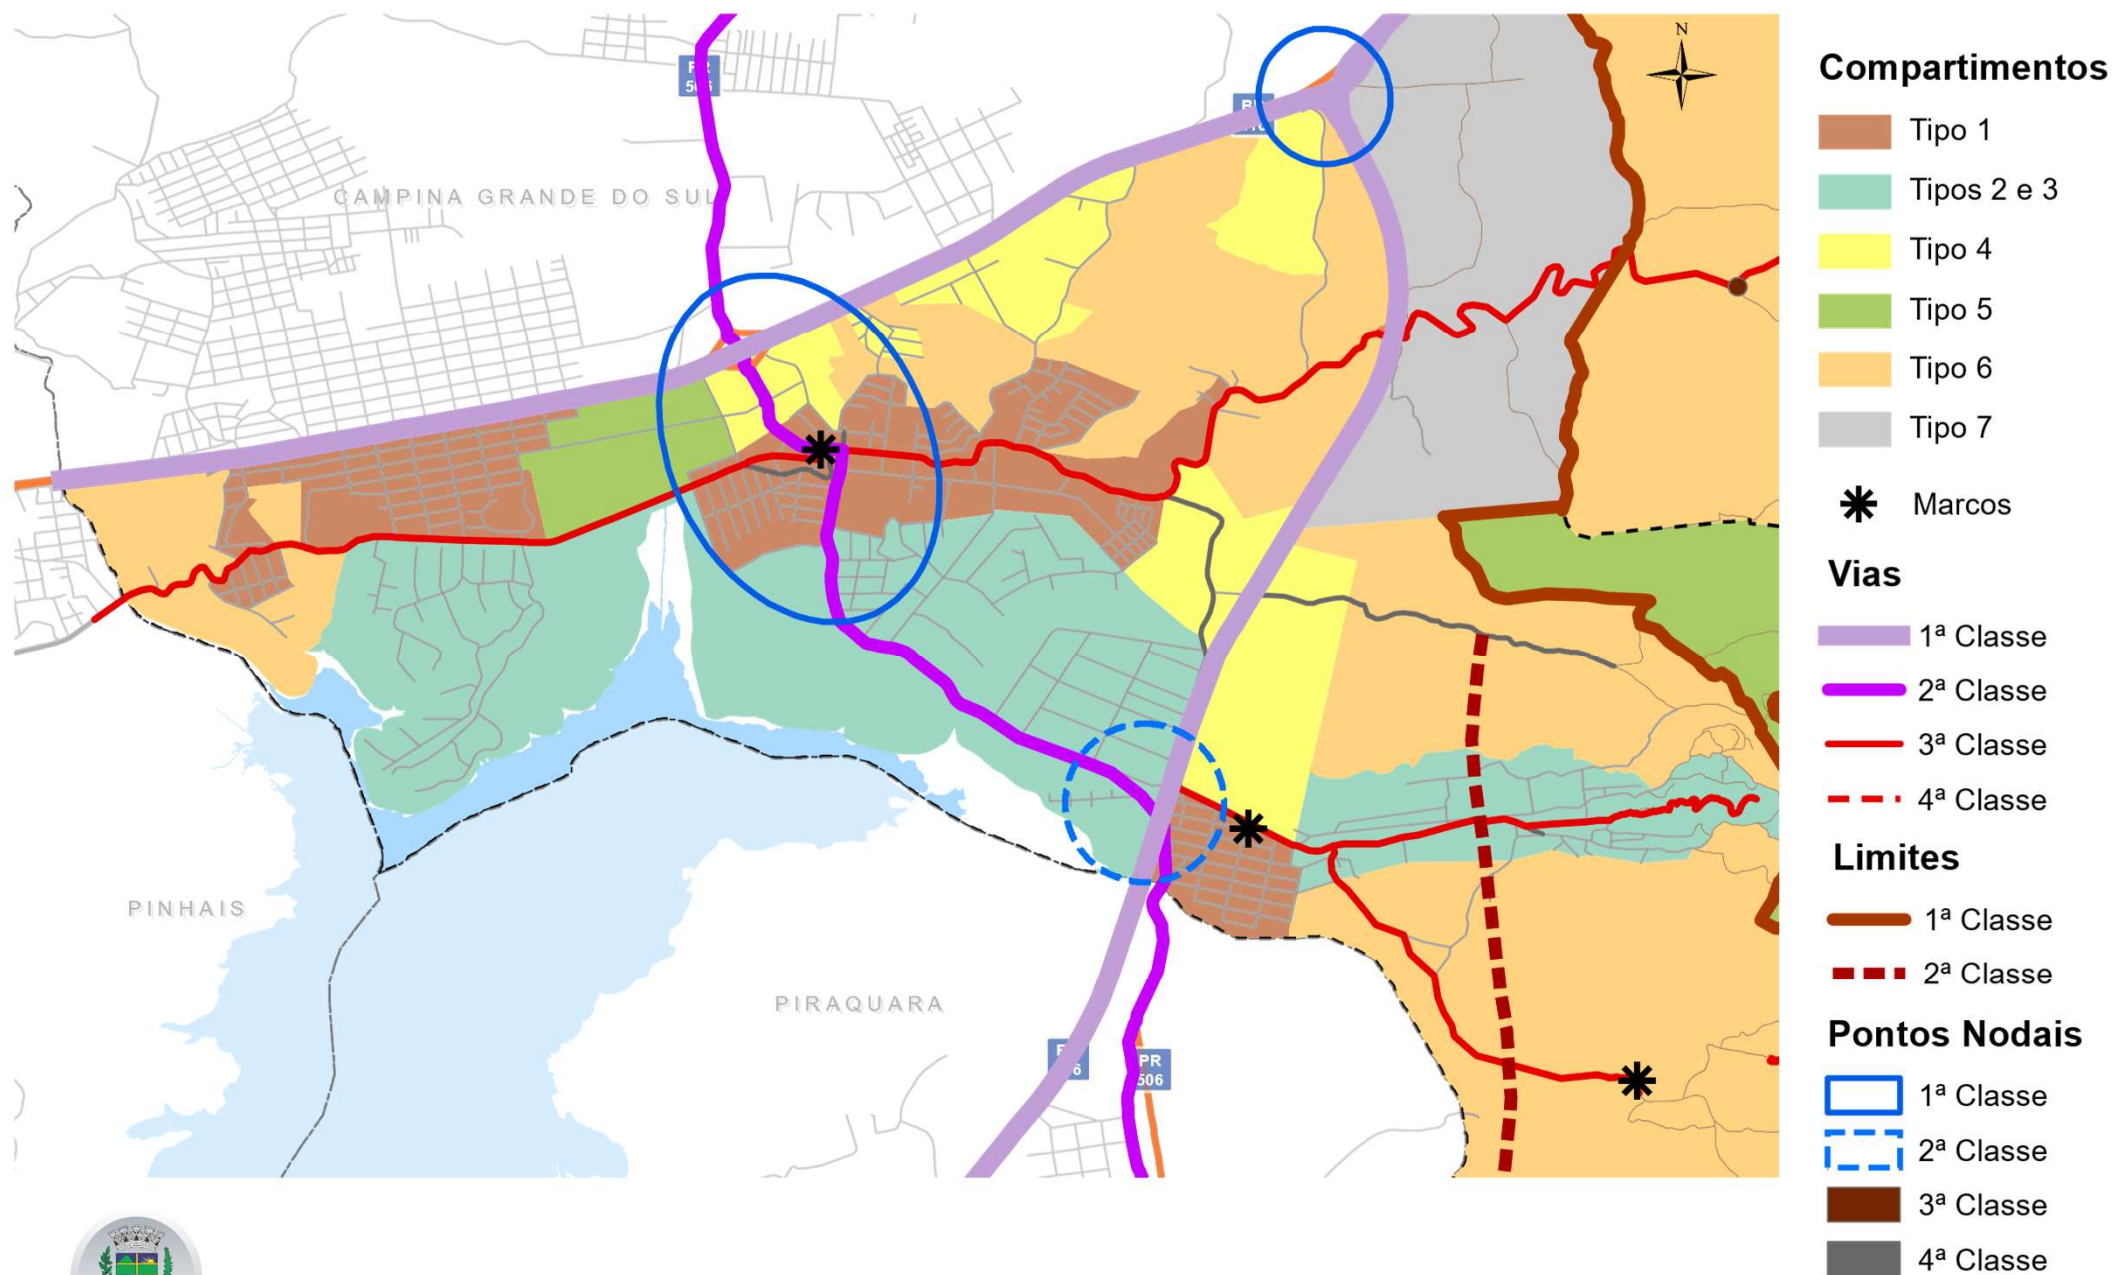 N
CAMPINA GRANDE DO SUL
PINHAIS
PIRAQUARA
PR
506
Compartimentos
Tipo 1
Tipos 2 e 3
Tipo 4
Tipo 5
Tipo 6
Tipo 7
Marcos
Vias
1ª Classe
2ª Classe
3ª Classe
4ª Classe
Limites
1ª Classe
2ª Classe
Pontos Nodais
1ª Classe
2ª Classe
3ª Classe
4ª Classe